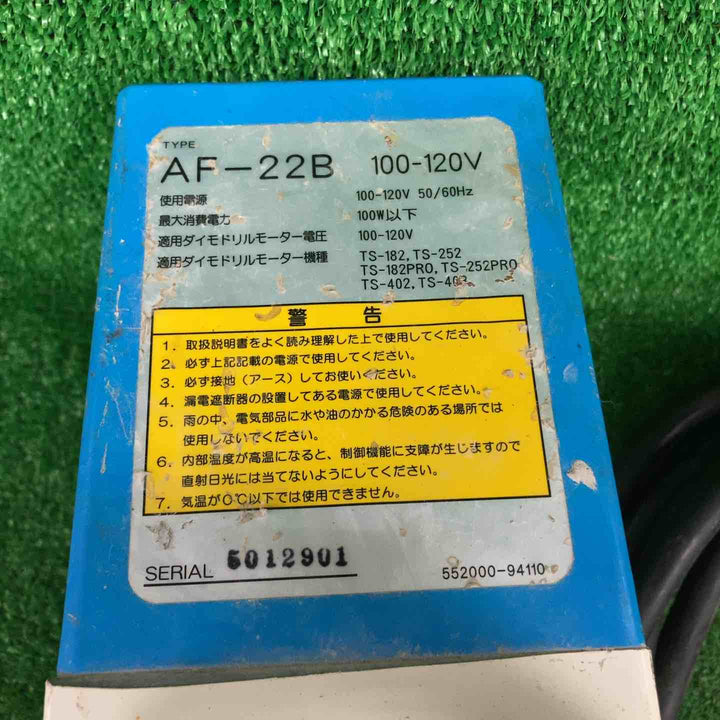 TYPE
AF-22B 100-120V
使用電源 100-120V 50/60Hz
最大消費電力 100W以下
適用ダイモドリルモーター電圧 100-120V
適用ダイモドリルモーター機種 TS-182, TS-252
TS-182PRO, TS-252PRO
TS-402, TS-403
警 告
1. 取扱説明書をよく読み理解した上で使用してください。
2. 必ず上記記載の電源で使用してください。
3. 必ず接地（アース）してお使いください。
4. 漏電遮断器の設置してある電源で使用してください。
5. 雨の中、電気部品に水や油のかかる危険のある場所では
使用しないでください。
6. 内部温度が高温になると、制御機能に支障が生じますので
直射日光には当てないようにしてください。
7. 気温が0℃以下では使用できません。
SERIAL 5012901 552000-94110